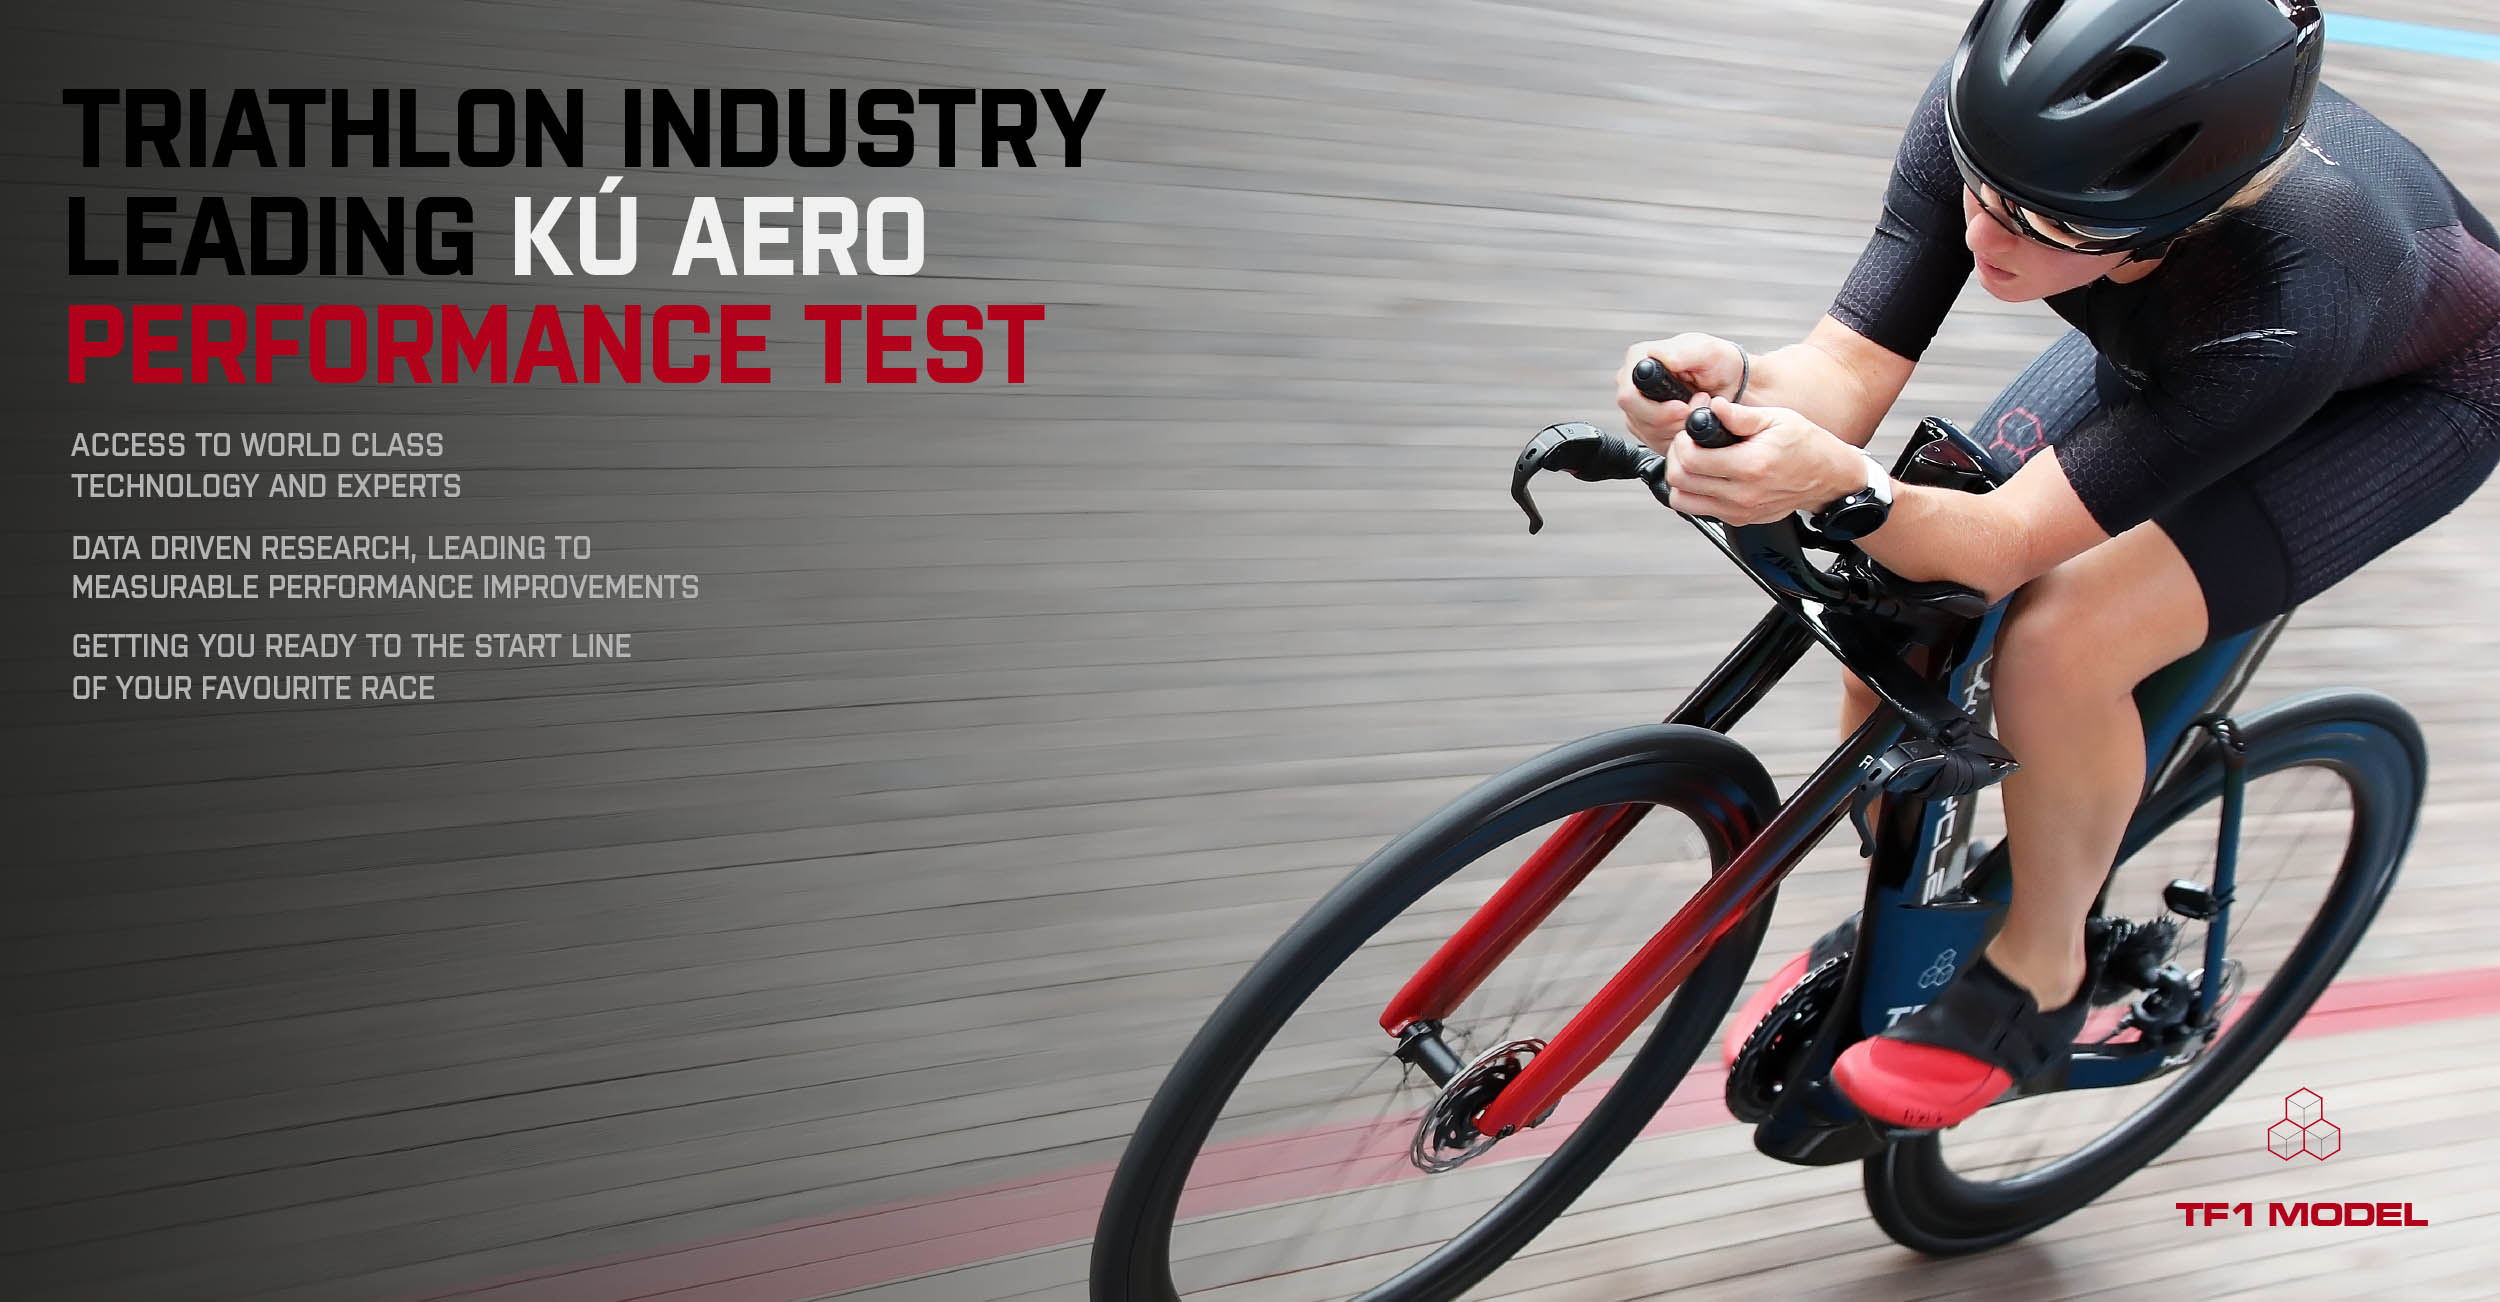 TRIATHLON INDUSTRY
LEADING KÚ AERO
PERFORMANCE TEST
ACCESS TO WORLD CLASS
TECHNOLOGY AND EXPERTS
DATA DRIVEN RESEARCH, LEADING TO
MEASURABLE PERFORMANCE IMPROVEMENTS
GETTING YOU READY TO THE START LINE
OF YOUR FAVOURITE RACE
TF1 MODEL